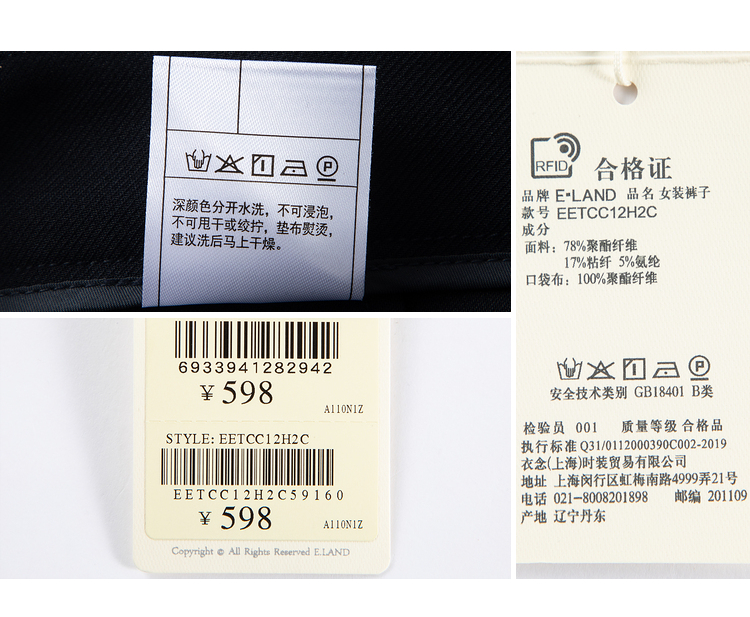 深颜色分开水洗，不可浸泡，
不可甩干或绞拧，垫布熨烫，
建议洗后马上干燥。
6933941282942
¥ 598
A110N1Z
STYLE: EETCC12H2C
EETCC12H2C59160
¥ 598
A110N1Z
Copyright © All Rights Reserved E.LAND
RFID
合格证
品牌 E·LAND 品名 女装裤子
款号 EETCC12H2C
成分
面料: 78%聚酯纤维
17%粘纤 5%氨纶
口袋布: 100%聚酯纤维
P
安全技术类别 GB18401 B类
检验员 001 质量等级 合格品
执行标准 Q31/0112000390C002-2019
衣念(上海)时装贸易有限公司
地址 上海闵行区虹梅南路4999弄21号
电话 021-8008201898 邮编 201109
产地 辽宁丹东